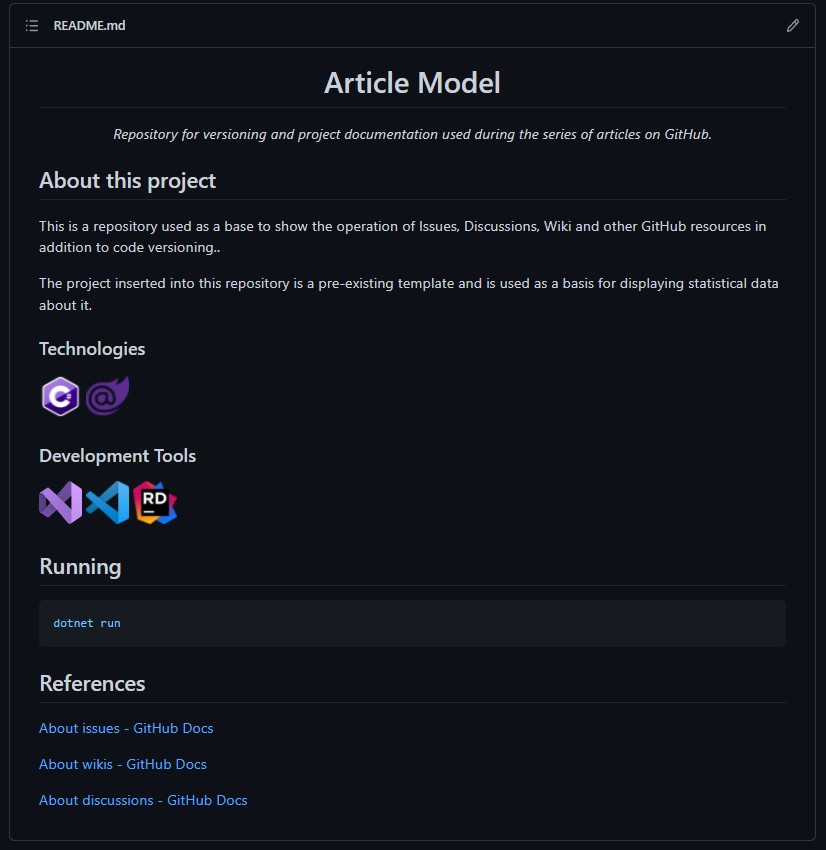 README.md
Article Model
Repository for versioning and project documentation used during the series of articles on GitHub.
About this project
This is a repository used as a base to show the operation of Issues, Discussions, Wiki and other GitHub resources in
addition to code versioning..
The project inserted into this repository is a pre-existing template and is used as a basis for displaying statistical data
about it.
Technologies
C# @
Development Tools
RD
Running
dotnet run
References
About issues - GitHub Docs
About wikis - GitHub Docs
About discussions - GitHub Docs